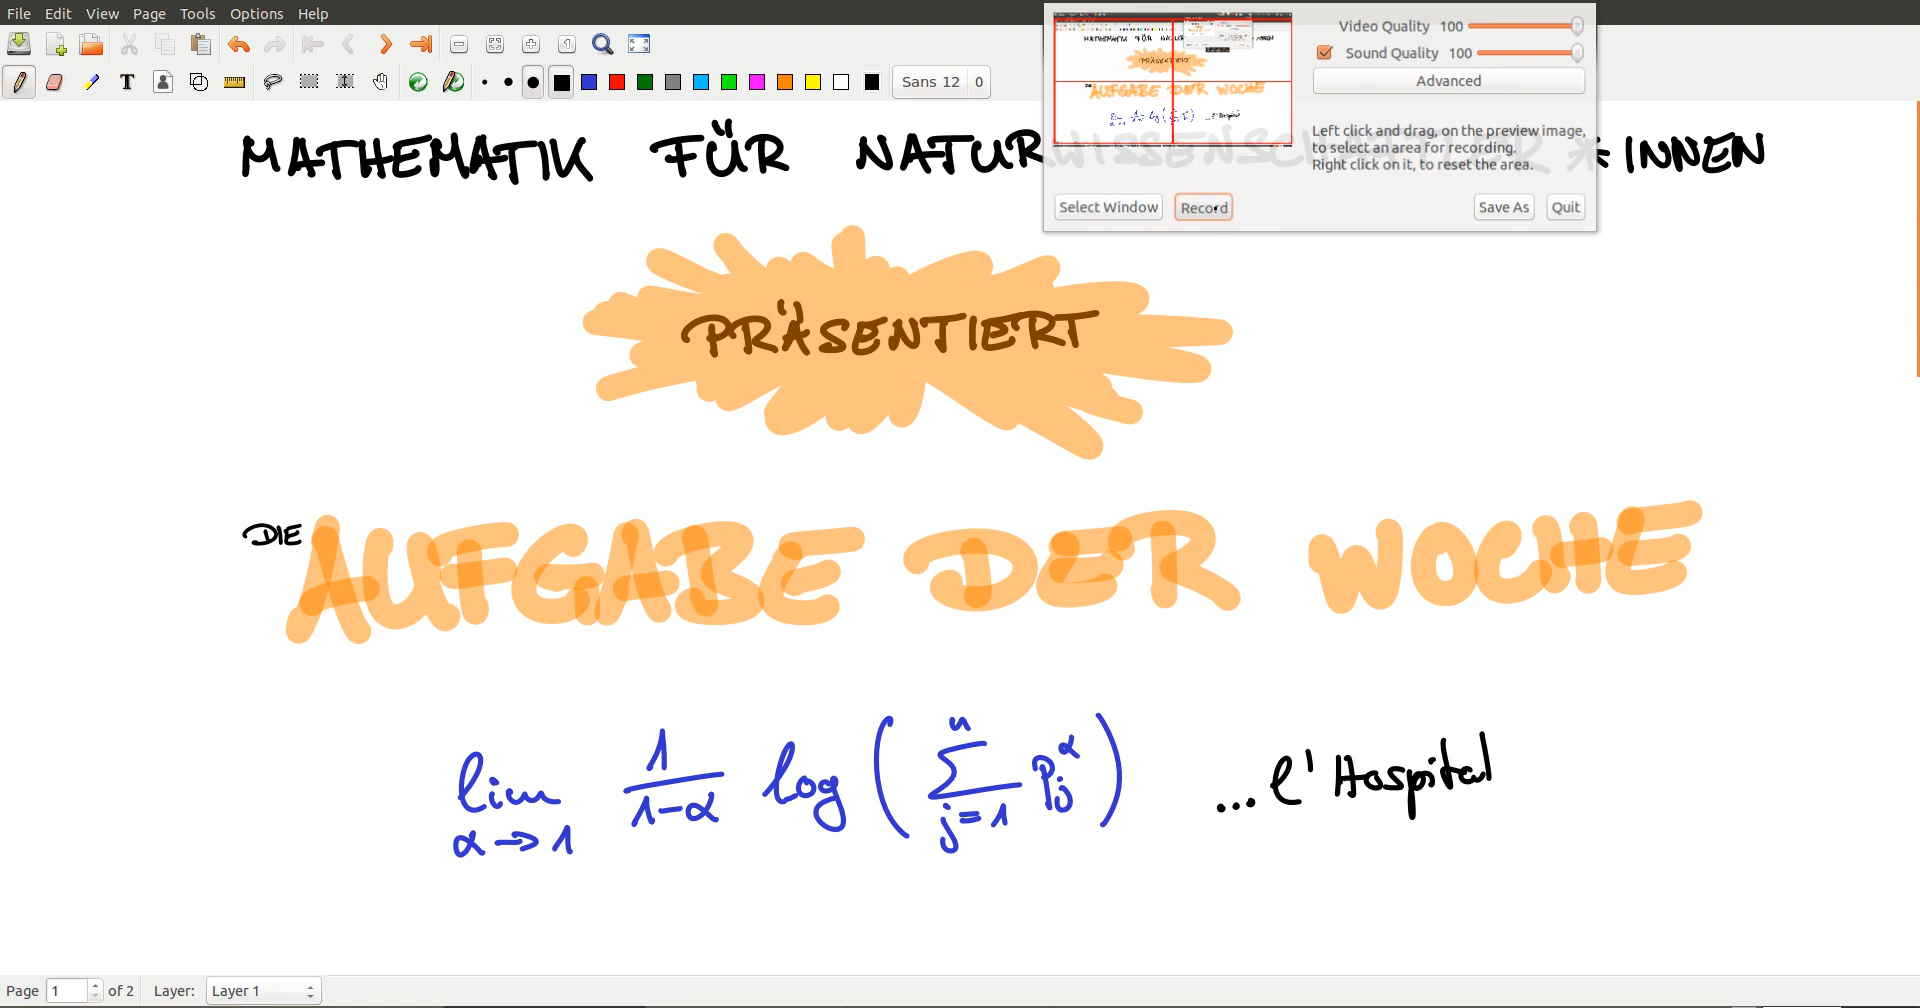 File Edit View Page Tools Options Help
Sans 12 0
Video Quality 100
Sound Quality 100
Advanced
Left click and drag, on the preview image,
to select an area for recording.
Right click on it, to reset the area.
Select Window Record Save As Quit
MATHEMATIK FÜR NATURWISSENSCHAFTLER*INNEN
PRÄSENTIERT
DIE AUFGABE DER WOCHE
lim α→1 1/(1-α) log ( ∑_{j=1}^{n} p_j^α ) ... l'Hospital
Page 1 of 2 Layer: Layer 1